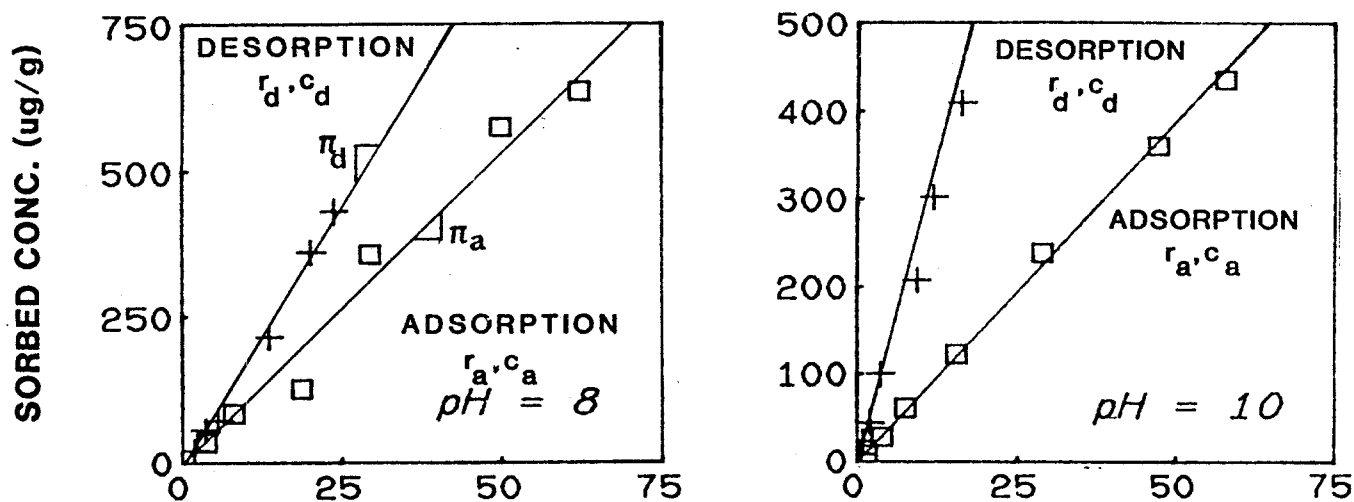 SORBED CONC. (ug/g)
750
500
250
0
0 25 50 75
DESORPTION
r_d, c_d
π_d
π_a
ADSORPTION
r_a, c_a
pH = 8
500
400
300
200
100
0
0 25 50 75
DESORPTION
r_d, c_d
ADSORPTION
r_a, c_a
pH = 10